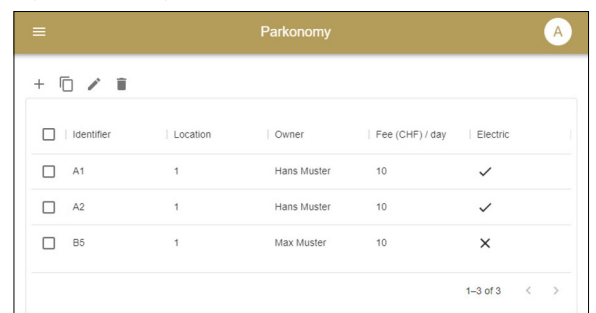 Parkonomy
A
Identifier Location Owner Fee (CHF) / day Electric
A1 1 Hans Muster 10
A2 1 Hans Muster 10
B5 1 Max Muster 10
1–3 of 3